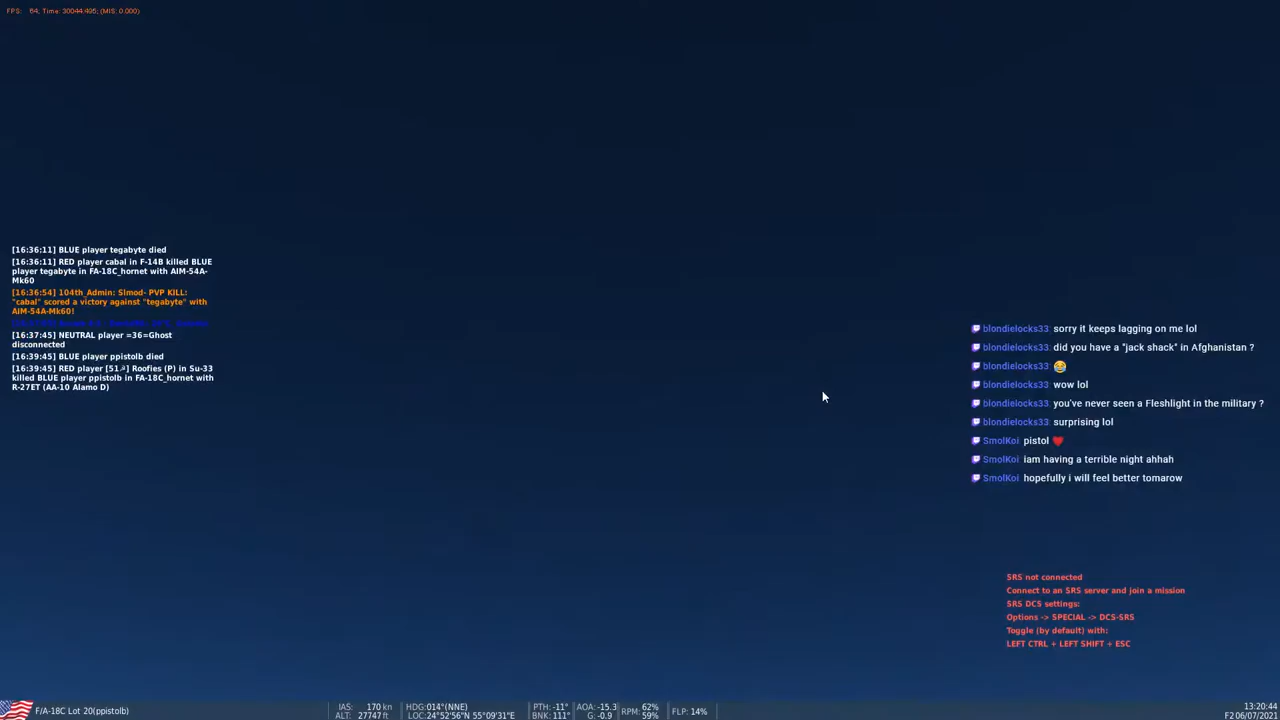 FPS: 64; Time: 30044.495; (MIS: 0.000)
[16:36:11] BLUE player tegabyte died
[16:36:11] RED player cabal in F-14B killed BLUE
player tegabyte in FA-18C_hornet with AIM-54A-
Mk60
[16:36:54] 104th_Admin: Slmod- PVP KILL:
"cabal" scored a victory against "tegabyte" with
AIM-54A-Mk60!
[16:37:45] NEUTRAL player =36=Ghost
disconnected
[16:39:45] BLUE player ppistolb died
[16:39:45] RED player [51☭] Roofies (P) in Su-33
killed BLUE player ppistolb in FA-18C_hornet with
R-27ET (AA-10 Alamo D)
blondielocks33 sorry it keeps lagging on me lol
blondielocks33 did you have a "jack shack" in Afghanistan ?
blondielocks33 😂
blondielocks33 wow lol
blondielocks33 you've never seen a Fleshlight in the military ?
blondielocks33 surprising lol
SmolKoi pistol ❤️
SmolKoi iam having a terrible night ahhah
SmolKoi hopefully i will feel better tomarow
SRS not connected
Connect to an SRS server and join a mission
SRS DCS settings:
Options -> SPECIAL -> DCS-SRS
Toggle (by default) with:
LEFT CTRL + LEFT SHIFT + ESC
F/A-18C Lot 20(ppistolb)
IAS: 170 kn
ALT: 27747 ft
HDG: 014°(NNE)
LOC: 24°52'56"N 55°09'31"E
PTH: -11°
BNK: 111°
AOA: -15.3
G: -0.9
RPM: 62%
59%
FLP: 14%
13:20:44
F2 06/07/2021